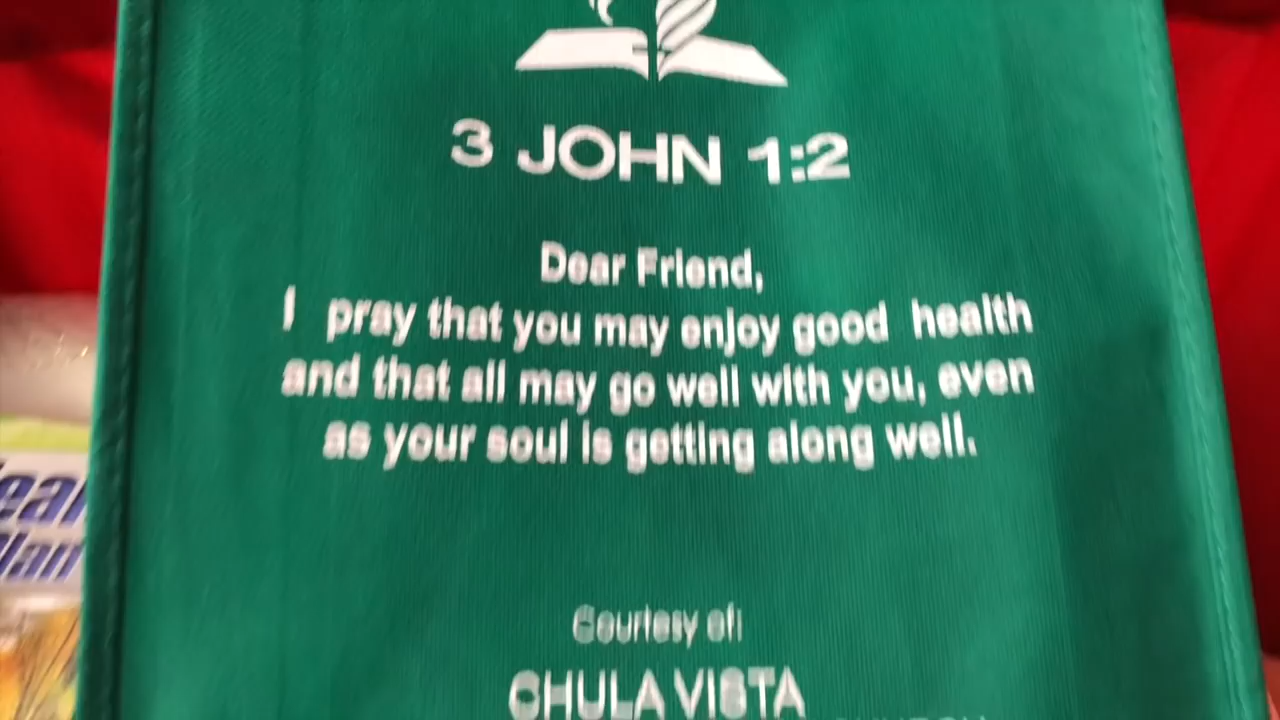 3 JOHN 1:2
Dear Friend,
I pray that you may enjoy good health
and that all may go well with you, even
as your soul is getting along well.
Courtesy of:
CHULA VISTA